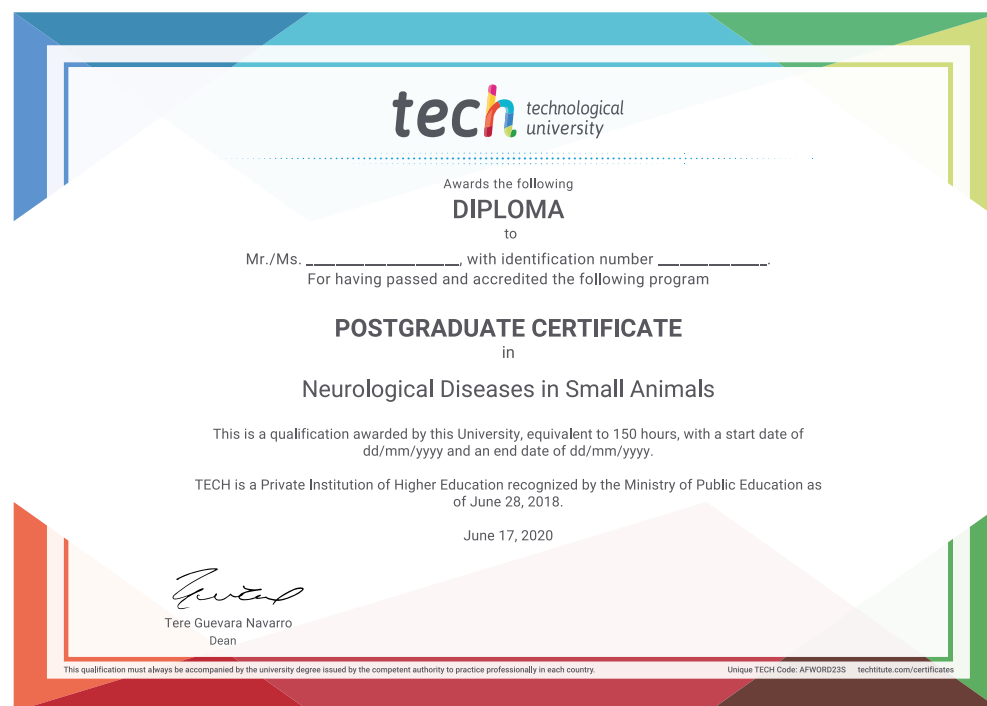 tech technological
university
Awards the following
DIPLOMA
to
Mr./Ms. ____________________, with identification number ______________.
For having passed and accredited the following program
POSTGRADUATE CERTIFICATE
in
Neurological Diseases in Small Animals
This is a qualification awarded by this University, equivalent to 150 hours, with a start date of
dd/mm/yyyy and an end date of dd/mm/yyyy.
TECH is a Private Institution of Higher Education recognized by the Ministry of Public Education as
of June 28, 2018.
June 17, 2020
Tere Guevara Navarro
Dean
This qualification must always be accompanied by the university degree issued by the competent authority to practice professionally in each country. Unique TECH Code: AFWORD23S techtitute.com/certificates